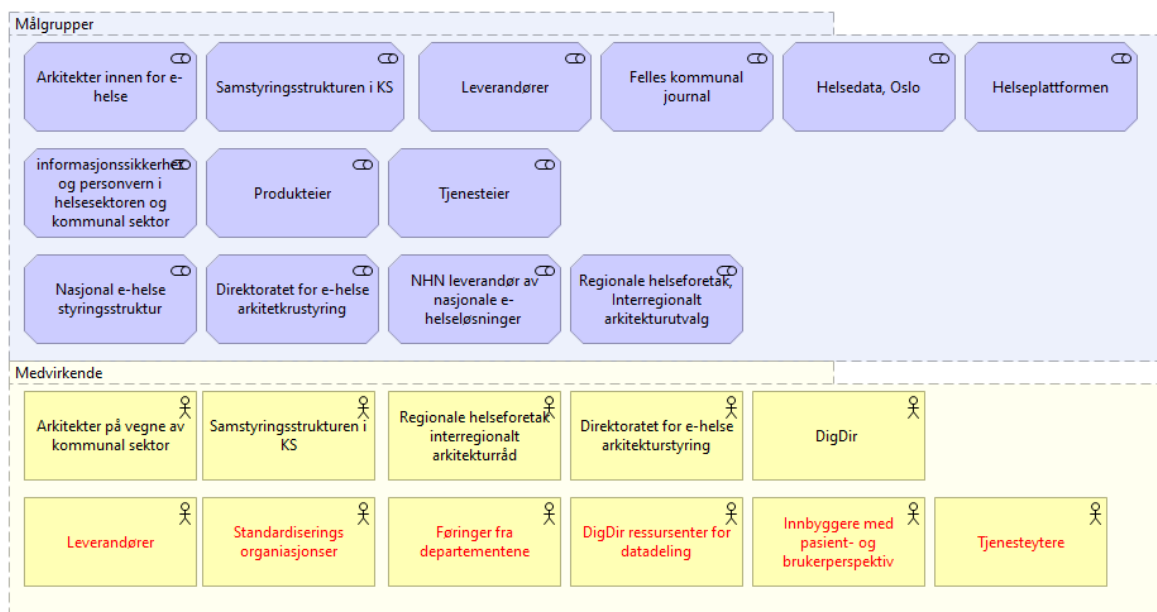 Målgrupper
Arkitekter innen for e-
helse
Samstyringsstrukturen i KS
Leverandører
Felles kommunal
journal
Helsedata, Oslo
Helseplattformen
informasjonssikkerhet
og personvern i
helsesektoren og
kommunal sektor
Produkteier
Tjenesteier
Nasjonal e-helse
styringsstruktur
Direktoratet for e-helse
arkitetkrustyring
NHN leverandør av
nasjonale e-
helseløsninger
Regionale helseforetak,
Interregionalt
arkitekturutvalg
Medvirkende
Arkitekter på vegne av
kommunal sektor
Samstyringsstrukturen i
KS
Regionale helseforetak
interregionalt
arkitekturråd
Direktoratet for e-helse
arkitekturstyring
DigDir
Leverandører
Standardiserings
organiasjonser
Føringer fra
departementene
DigDir ressursenter for
datadeling
Innbyggere med
pasient- og
brukerperspektiv
Tjenesteytere